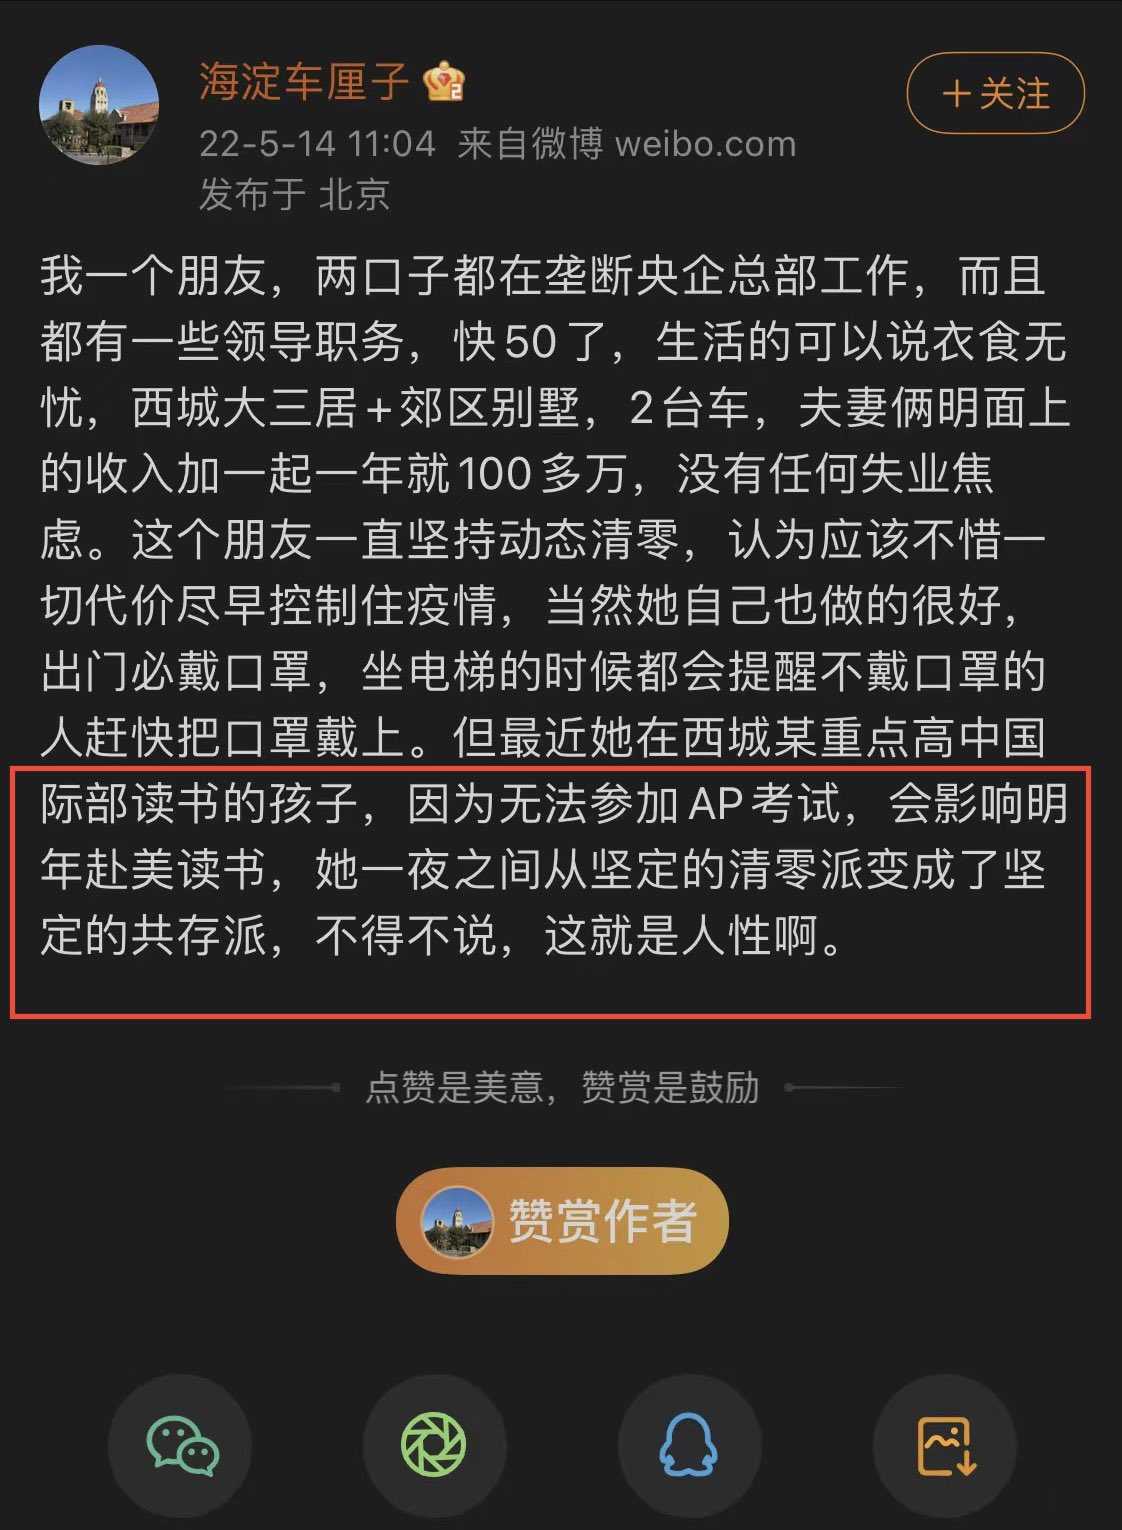 海淀车厘子
2
+关注
22-5-14 11:04 来自微博 weibo.com
发布于 北京
我一个朋友，两口子都在垄断央企总部工作，而且
都有一些领导职务，快50了，生活的可以说衣食无
忧，西城大三居+郊区别墅，2台车，夫妻俩明面上
的收入加一起一年就100多万，没有任何失业焦
虑。这个朋友一直坚持动态清零，认为应该不惜一
切代价尽早控制住疫情，当然她自己也做的很好，
出门必戴口罩，坐电梯的时候都会提醒不戴口罩的
人赶快把口罩戴上。但最近她在西城某重点高中国
际部读书的孩子，因为无法参加AP考试，会影响明
年赴美读书，她一夜之间从坚定的清零派变成了坚
定的共存派，不得不说，这就是人性啊。
点赞是美意，赞赏是鼓励
赞赏作者